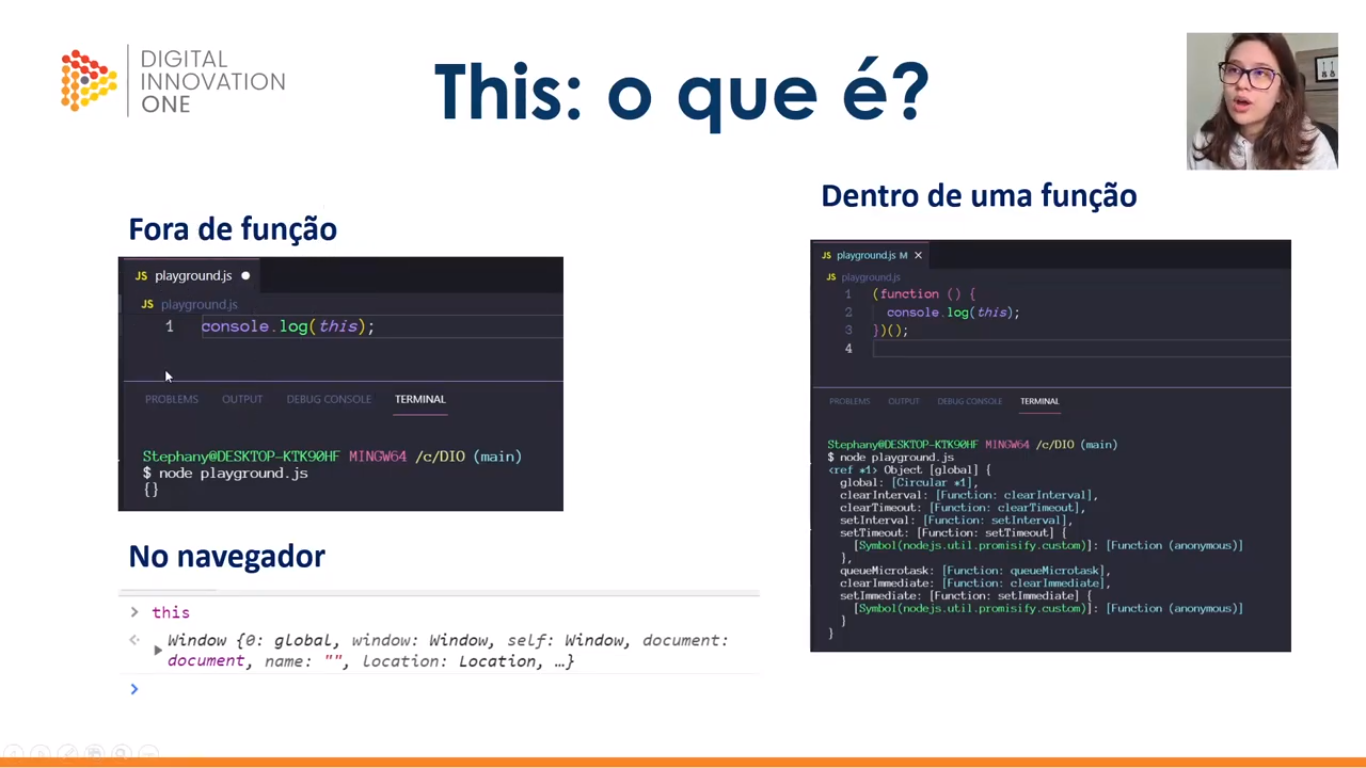 DIGITAL
INNOVATION
ONE
This: o que é?
Fora de função
JS playground.js
JS playground.js
1 console.log(this);
PROBLEMS OUTPUT DEBUG CONSOLE TERMINAL
Stephany@DESKTOP-KTK90HF MINGW64 /c/DIO (main)
$ node playground.js
{}
No navegador
> this
Window {0: global, window: Window, self: Window, document:
document, name: "", location: Location, …}
>
Dentro de uma função
JS playground.js M ×
JS playground.js
1 (function () {
2 console.log(this);
3 })();
4
PROBLEMS OUTPUT DEBUG CONSOLE TERMINAL
Stephany@DESKTOP-KTK90HF MINGW64 /c/DIO (main)
$ node playground.js
<ref *1> Object [global] {
global: [Circular *1],
clearInterval: [Function: clearInterval],
clearTimeout: [Function: clearTimeout],
setInterval: [Function: setInterval],
setTimeout: [Function: setTimeout] {
[Symbol(nodejs.util.promisify.custom)]: [Function (anonymous)]
},
queueMicrotask: [Function: queueMicrotask],
clearImmediate: [Function: clearImmediate],
setImmediate: [Function: setImmediate] {
[Symbol(nodejs.util.promisify.custom)]: [Function (anonymous)]
}
}